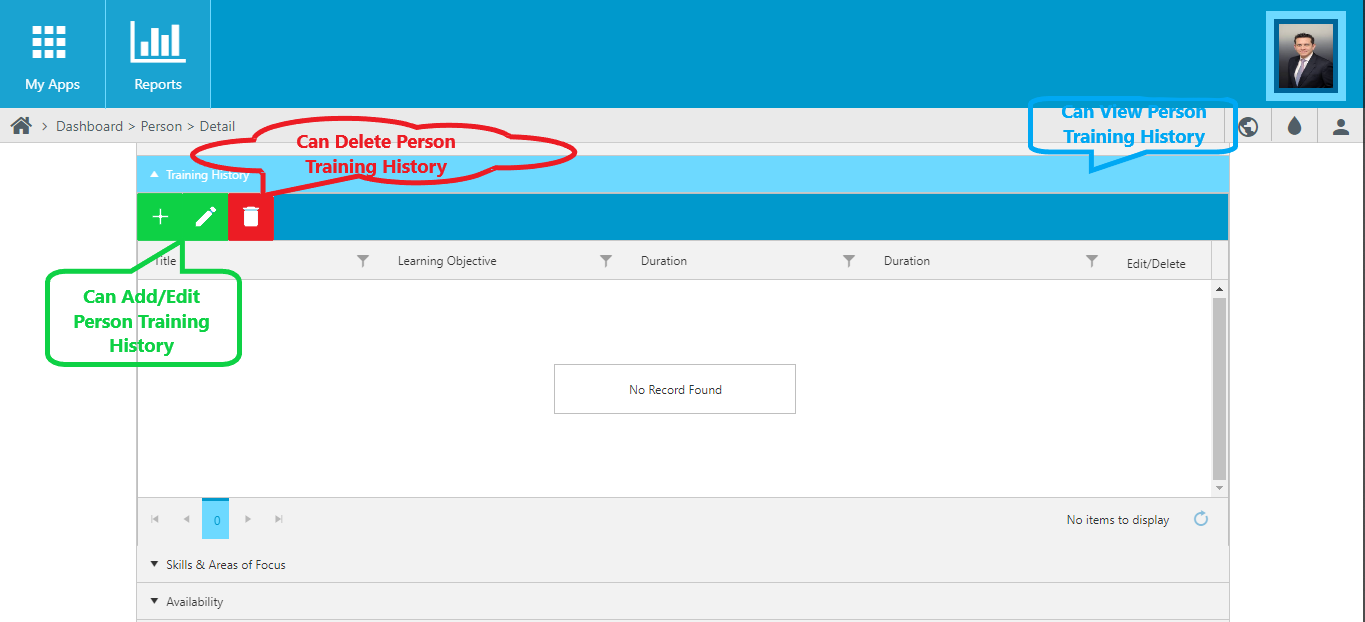 My Apps
Reports
Dashboard > Person > Detail
Can Delete Person
Training History
Can View Person
Training History
Training History
Title
Learning Objective
Duration
Duration
Edit/Delete
Can Add/Edit
Person Training
History
No Record Found
0
No items to display
Skills & Areas of Focus
Availability